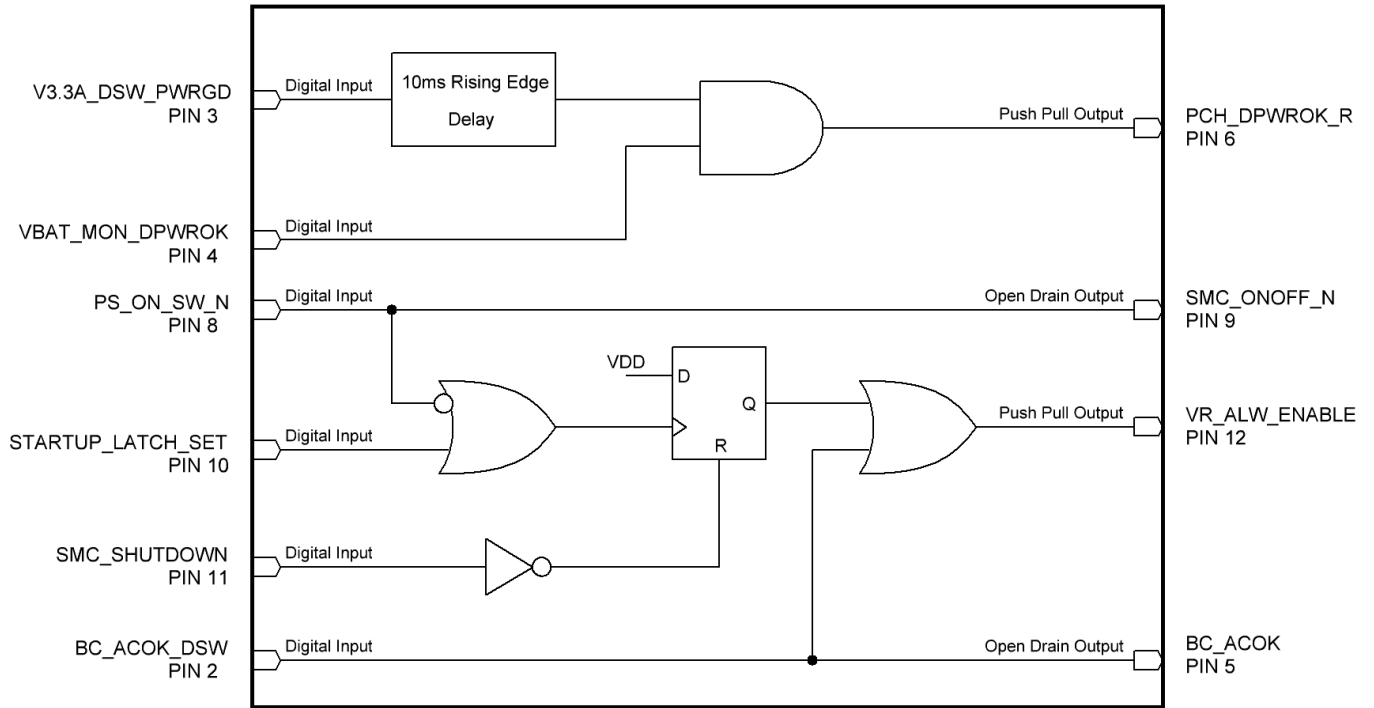 V3.3A_DSW_PWRGD
PIN 3
Digital Input
10ms Rising Edge
Delay
Push Pull Output
PCH_DPWROK_R
PIN 6
VBAT_MON_DPWROK
PIN 4
Digital Input
PS_ON_SW_N
PIN 8
Digital Input
Open Drain Output
SMC_ONOFF_N
PIN 9
VDD
D
Q
R
Push Pull Output
VR_ALW_ENABLE
PIN 12
STARTUP_LATCH_SET
PIN 10
Digital Input
SMC_SHUTDOWN
PIN 11
Digital Input
BC_ACOK_DSW
PIN 2
Digital Input
Open Drain Output
BC_ACOK
PIN 5